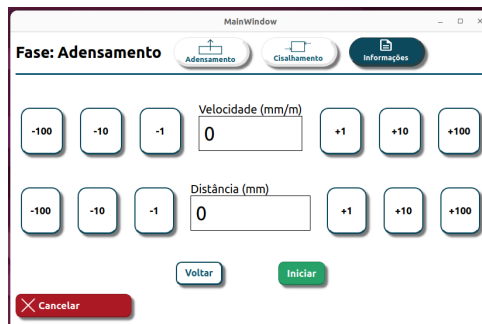 MainWindow
Fase: Adensamento
Adensamento
Cisalhamento
Informações
Velocidade (mm/m)
-100 -10 -1 0 +1 +10 +100
Distância (mm)
-100 -10 -1 0 +1 +10 +100
Voltar Iniciar
Cancelar